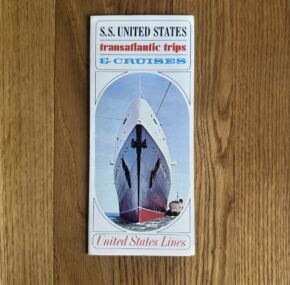 S.S. UNITED STATES
transatlantic trips
& CRUISES
United States Lines